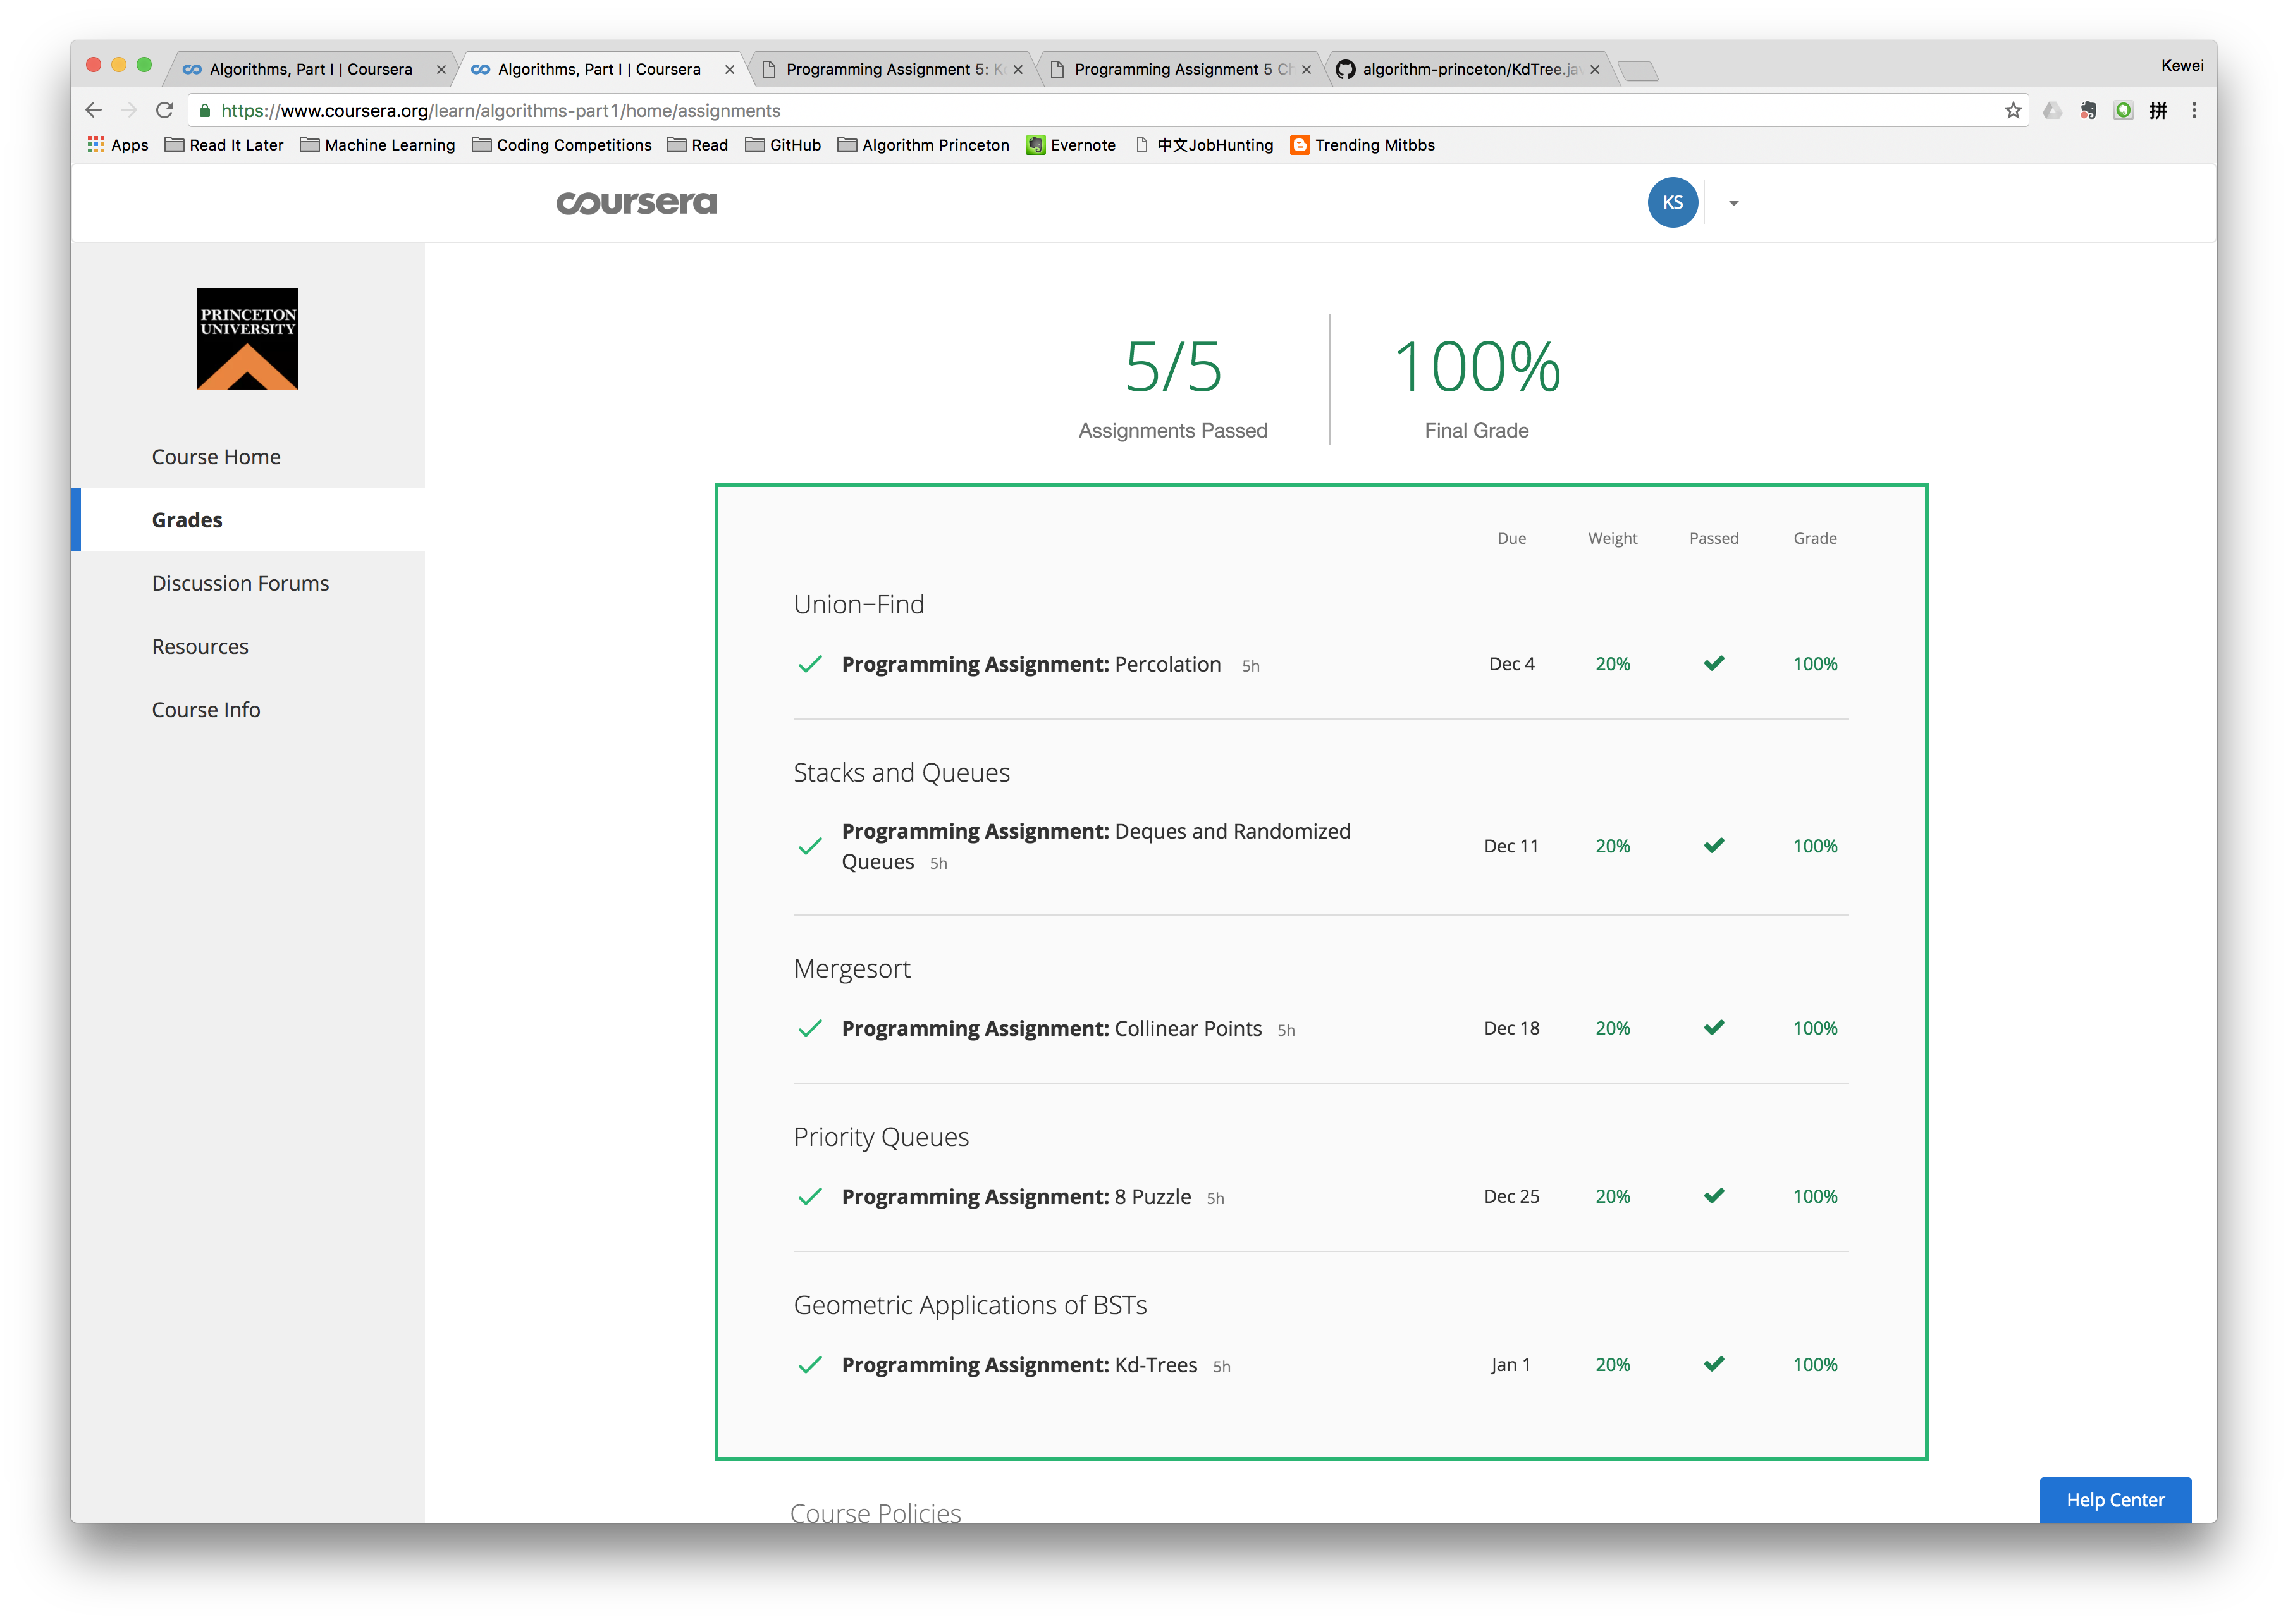 Algorithms, Part I | Coursera
Algorithms, Part I | Coursera
Programming Assignment 5:
Programming Assignment 5
algorithm-princeton/KdTree.ja
Kewei
https://www.coursera.org/learn/algorithms-part1/home/assignments
Apps
Read It Later
Machine Learning
Coding Competitions
Read
GitHub
Algorithm Princeton
Evernote
中文JobHunting
Trending Mitbbs
coursera
KS
PRINCETON
UNIVERSITY
Course Home
Grades
Discussion Forums
Resources
Course Info
5/5
Assignments Passed
100%
Final Grade
Due Weight Passed Grade
Union–Find
Programming Assignment: Percolation 5h Dec 4 20% 100%
Stacks and Queues
Programming Assignment: Deques and Randomized
Queues 5h Dec 11 20% 100%
Mergesort
Programming Assignment: Collinear Points 5h Dec 18 20% 100%
Priority Queues
Programming Assignment: 8 Puzzle 5h Dec 25 20% 100%
Geometric Applications of BSTs
Programming Assignment: Kd-Trees 5h Jan 1 20% 100%
Course Policies
Help Center